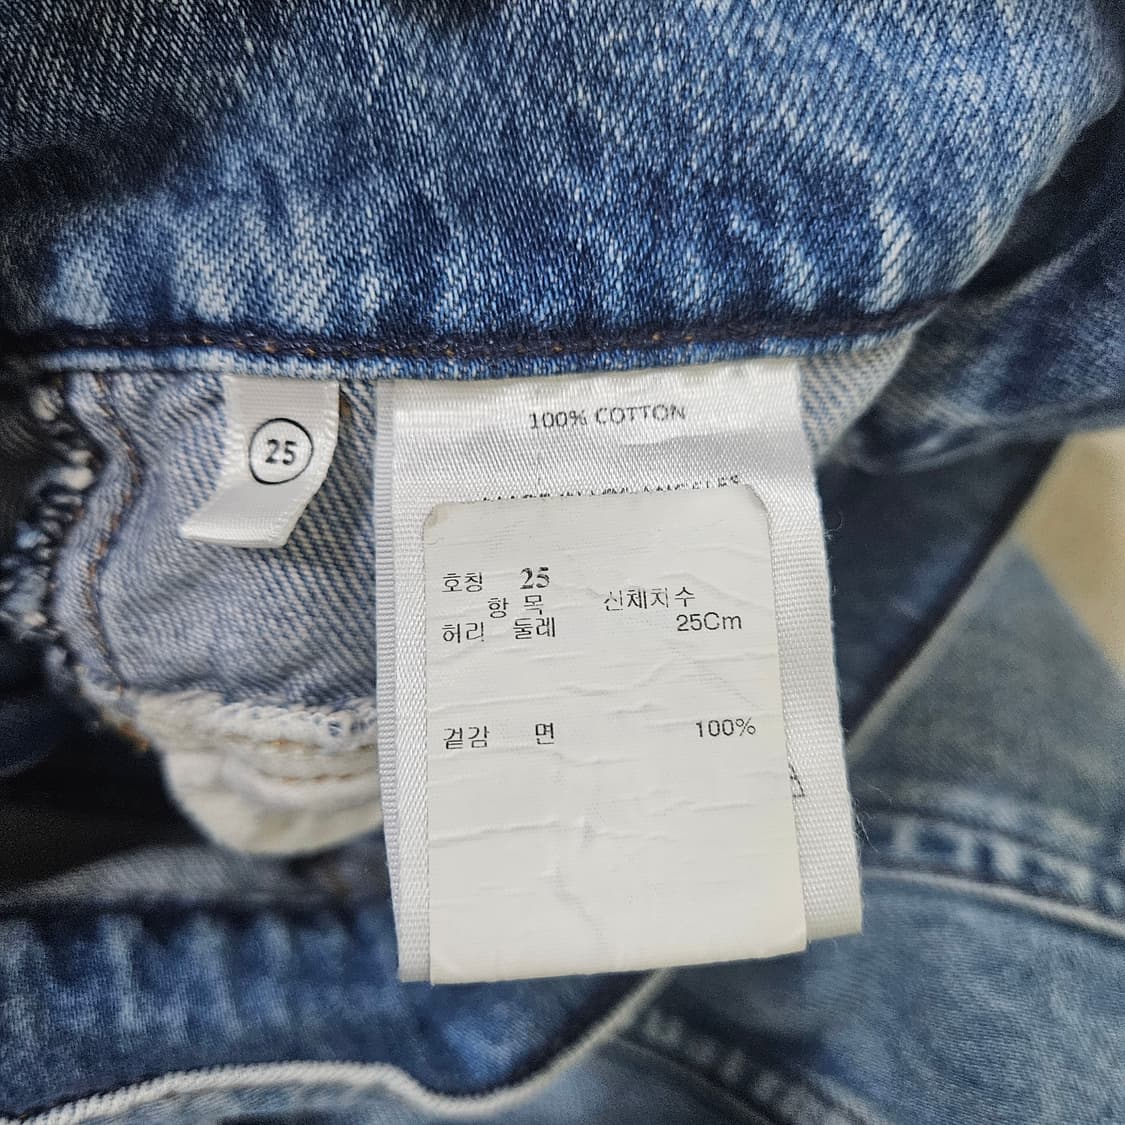 25
100% COTTON
호칭 25
항 목 신체치수
허리 둘레 25Cm
겉감 면 100%